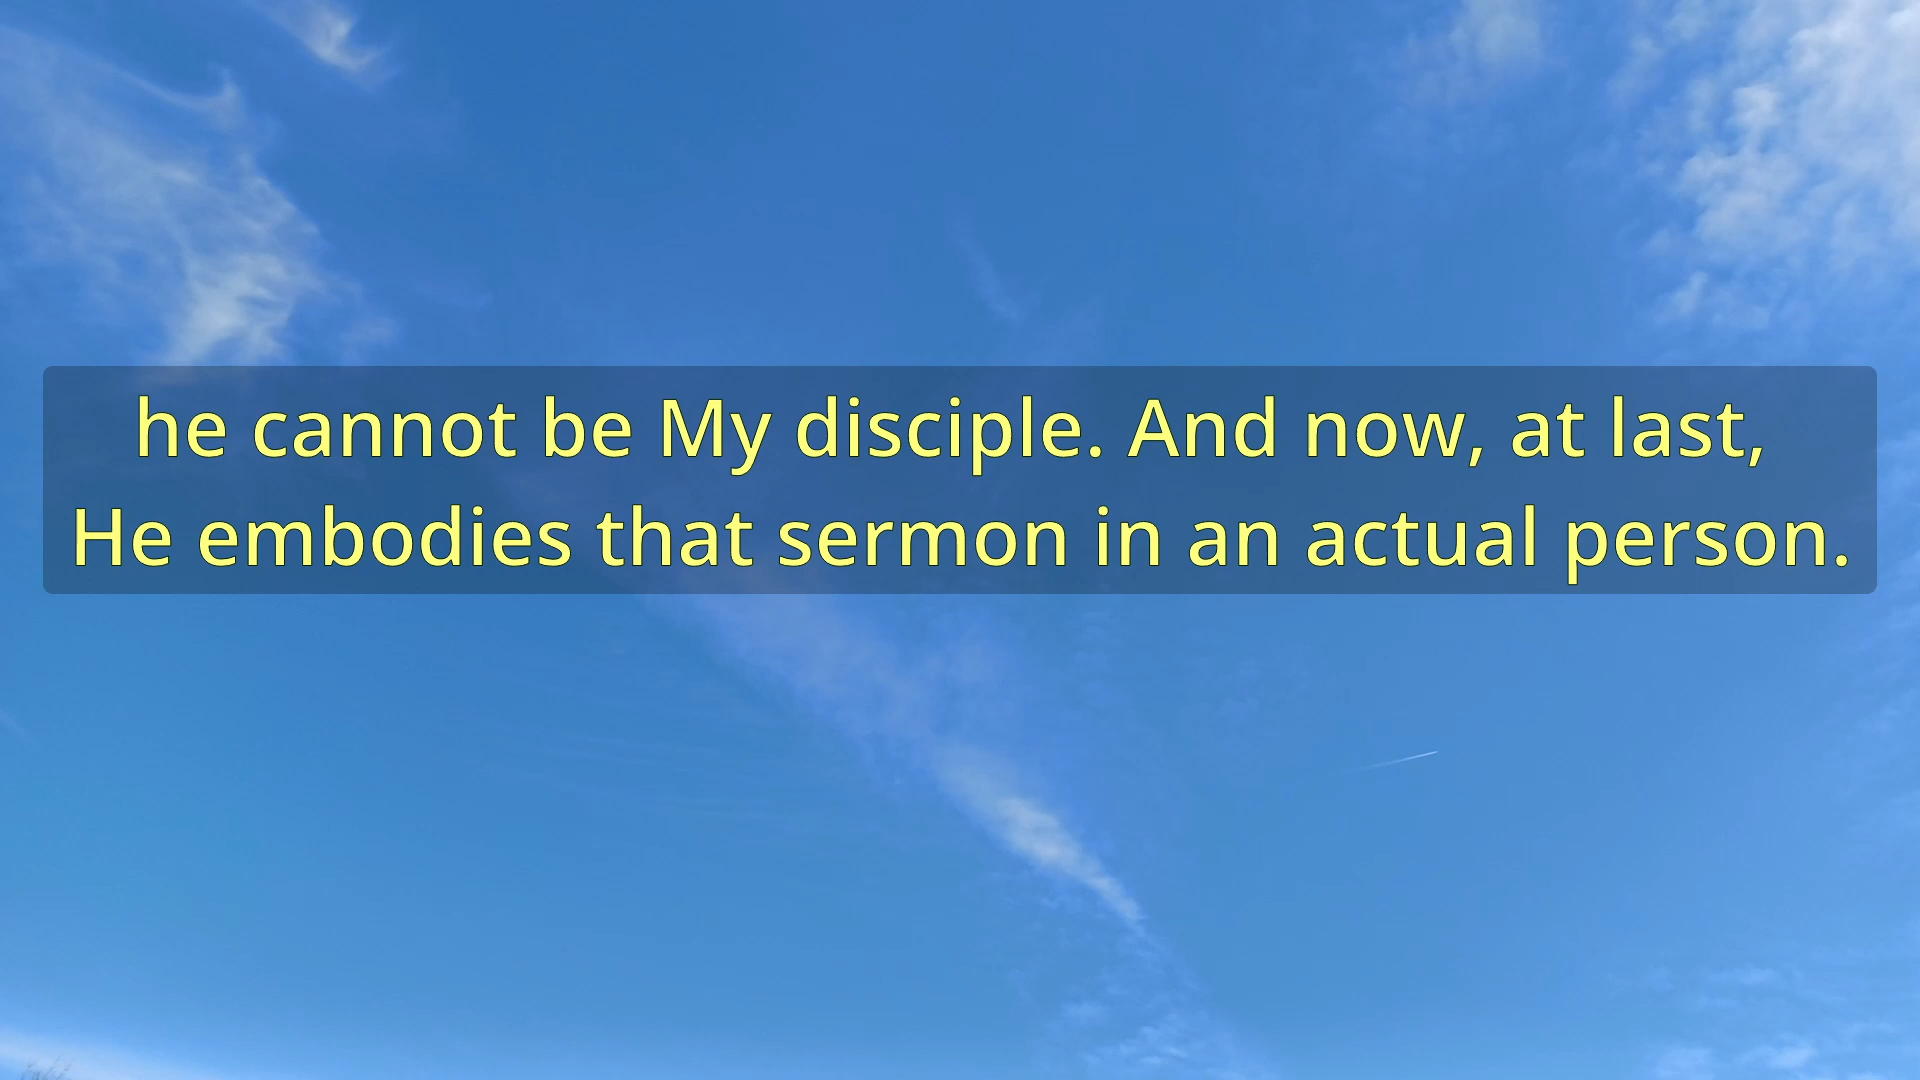 he cannot be My disciple. And now, at last,
He embodies that sermon in an actual person.